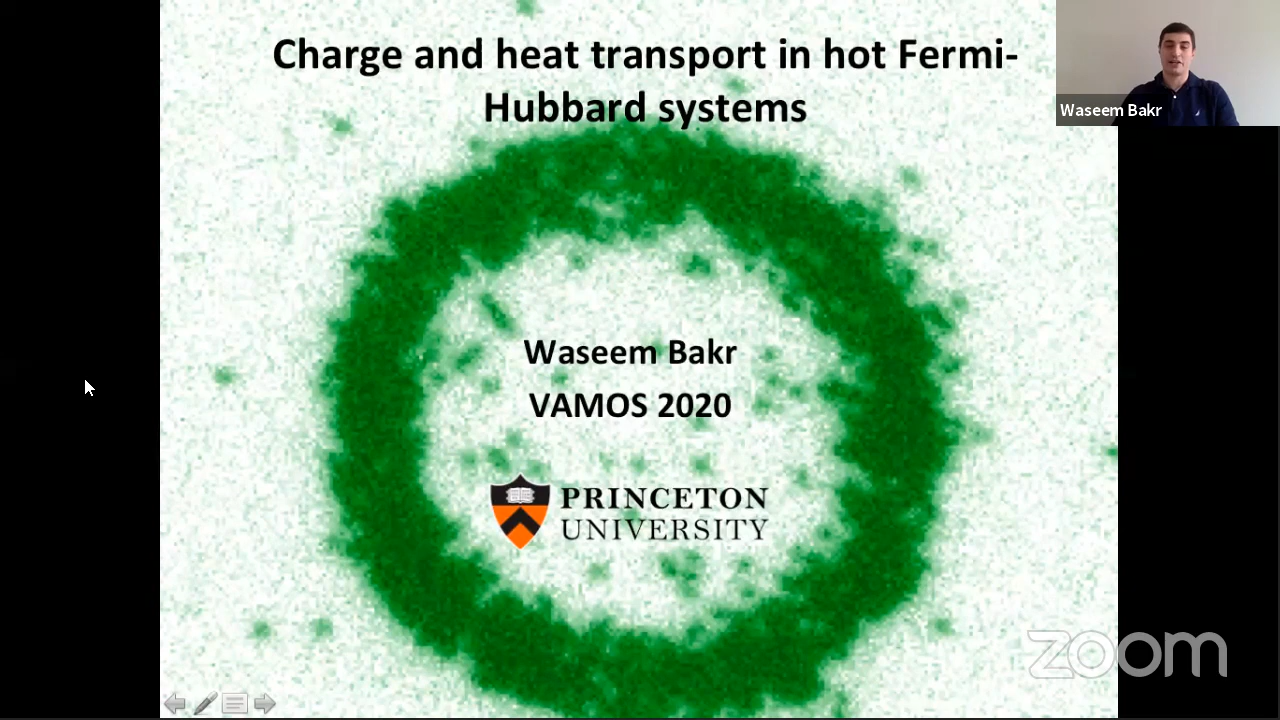 Charge and heat transport in hot Fermi-
Hubbard systems
Waseem Bakr
Waseem Bakr
VAMOS 2020
PRINCETON
UNIVERSITY
zoom